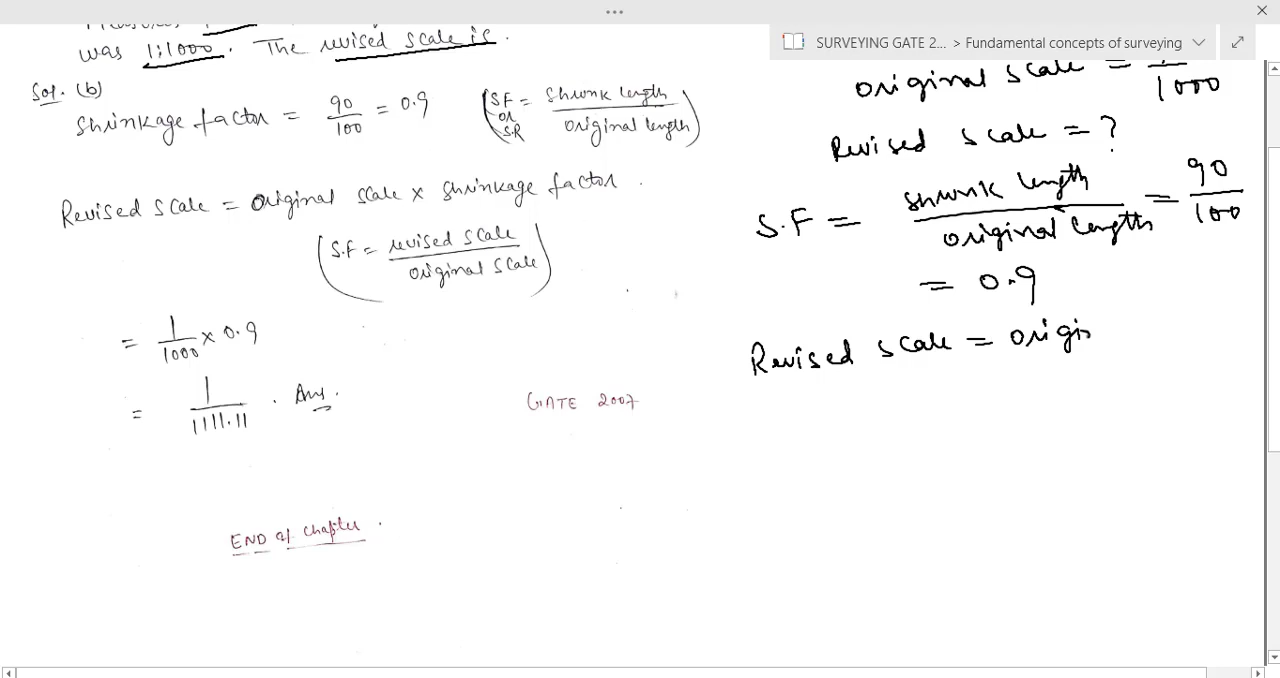 SURVEYING GATE 2... > Fundamental concepts of surveying
was 1:1000. The revised scale is.
Sol. (b)
Shrinkage factor = 90/100 = 0.9 (SF or S.R = Shrunk length/original length)
Revised scale = original scale x shrinkage factor.
(S.F = revised scale/original scale)
= 1/1000 x 0.9
= 1/1111.11 . Ans.
GATE 2007
END of chapter.
original scale = 1/1000
Revised scale = ?
S.F = shrunk length/original length = 90/100
= 0.9
Revised scale = origi